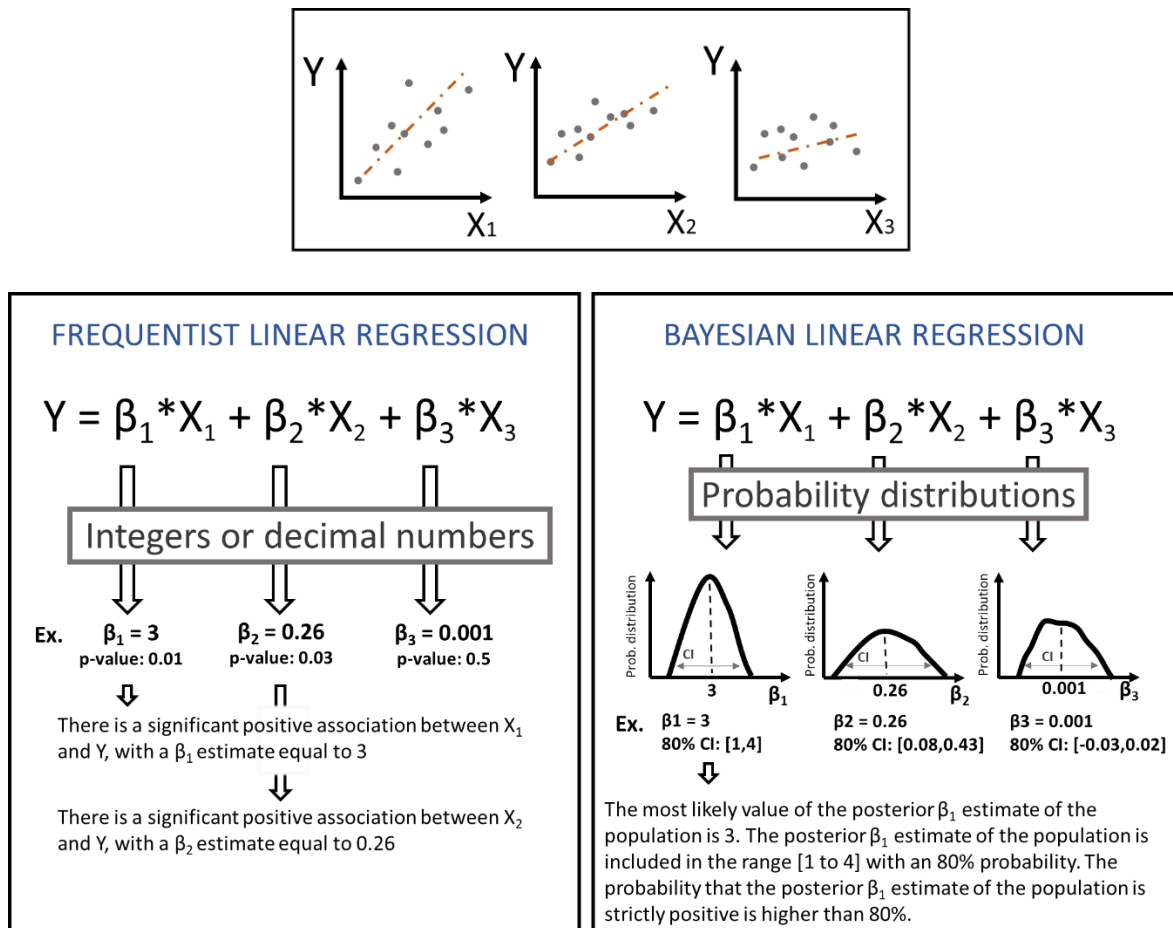 Y
X₁
Y
X₂
Y
X₃
FREQUENTIST LINEAR REGRESSION
Y = β₁*X₁ + β₂*X₂ + β₃*X₃
Integers or decimal numbers
Ex.
β₁ = 3
p-value: 0.01
β₂ = 0.26
p-value: 0.03
β₃ = 0.001
p-value: 0.5
There is a significant positive association between X₁
and Y, with a β₁ estimate equal to 3
There is a significant positive association between X₂
and Y, with a β₂ estimate equal to 0.26
BAYESIAN LINEAR REGRESSION
Y = β₁*X₁ + β₂*X₂ + β₃*X₃
Probability distributions
Prob. distribution
CI
3
β₁
Prob. distribution
CI
0.26
β₂
Prob. distribution
CI
0.001
β₃
Ex.
β1 = 3
80% CI: [1,4]
β2 = 0.26
80% CI: [0.08,0.43]
β3 = 0.001
80% CI: [-0.03,0.02]
The most likely value of the posterior β₁ estimate of the
population is 3. The posterior β₁ estimate of the population is
included in the range [1 to 4] with an 80% probability. The
probability that the posterior β₁ estimate of the population is
strictly positive is higher than 80%.